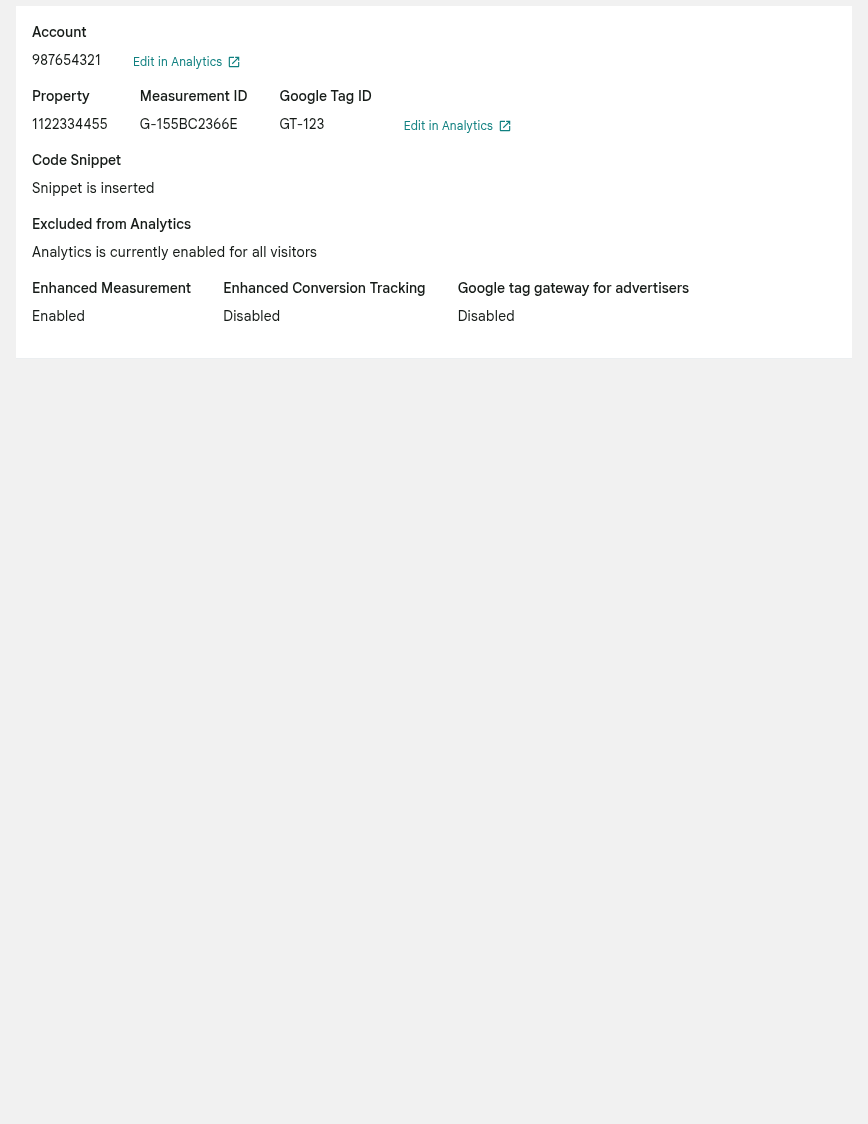 Account
987654321 Edit in Analytics
Property Measurement ID Google Tag ID
1122334455 G-155BC2366E GT-123 Edit in Analytics
Code Snippet
Snippet is inserted
Excluded from Analytics
Analytics is currently enabled for all visitors
Enhanced Measurement Enhanced Conversion Tracking Google tag gateway for advertisers
Enabled Disabled Disabled